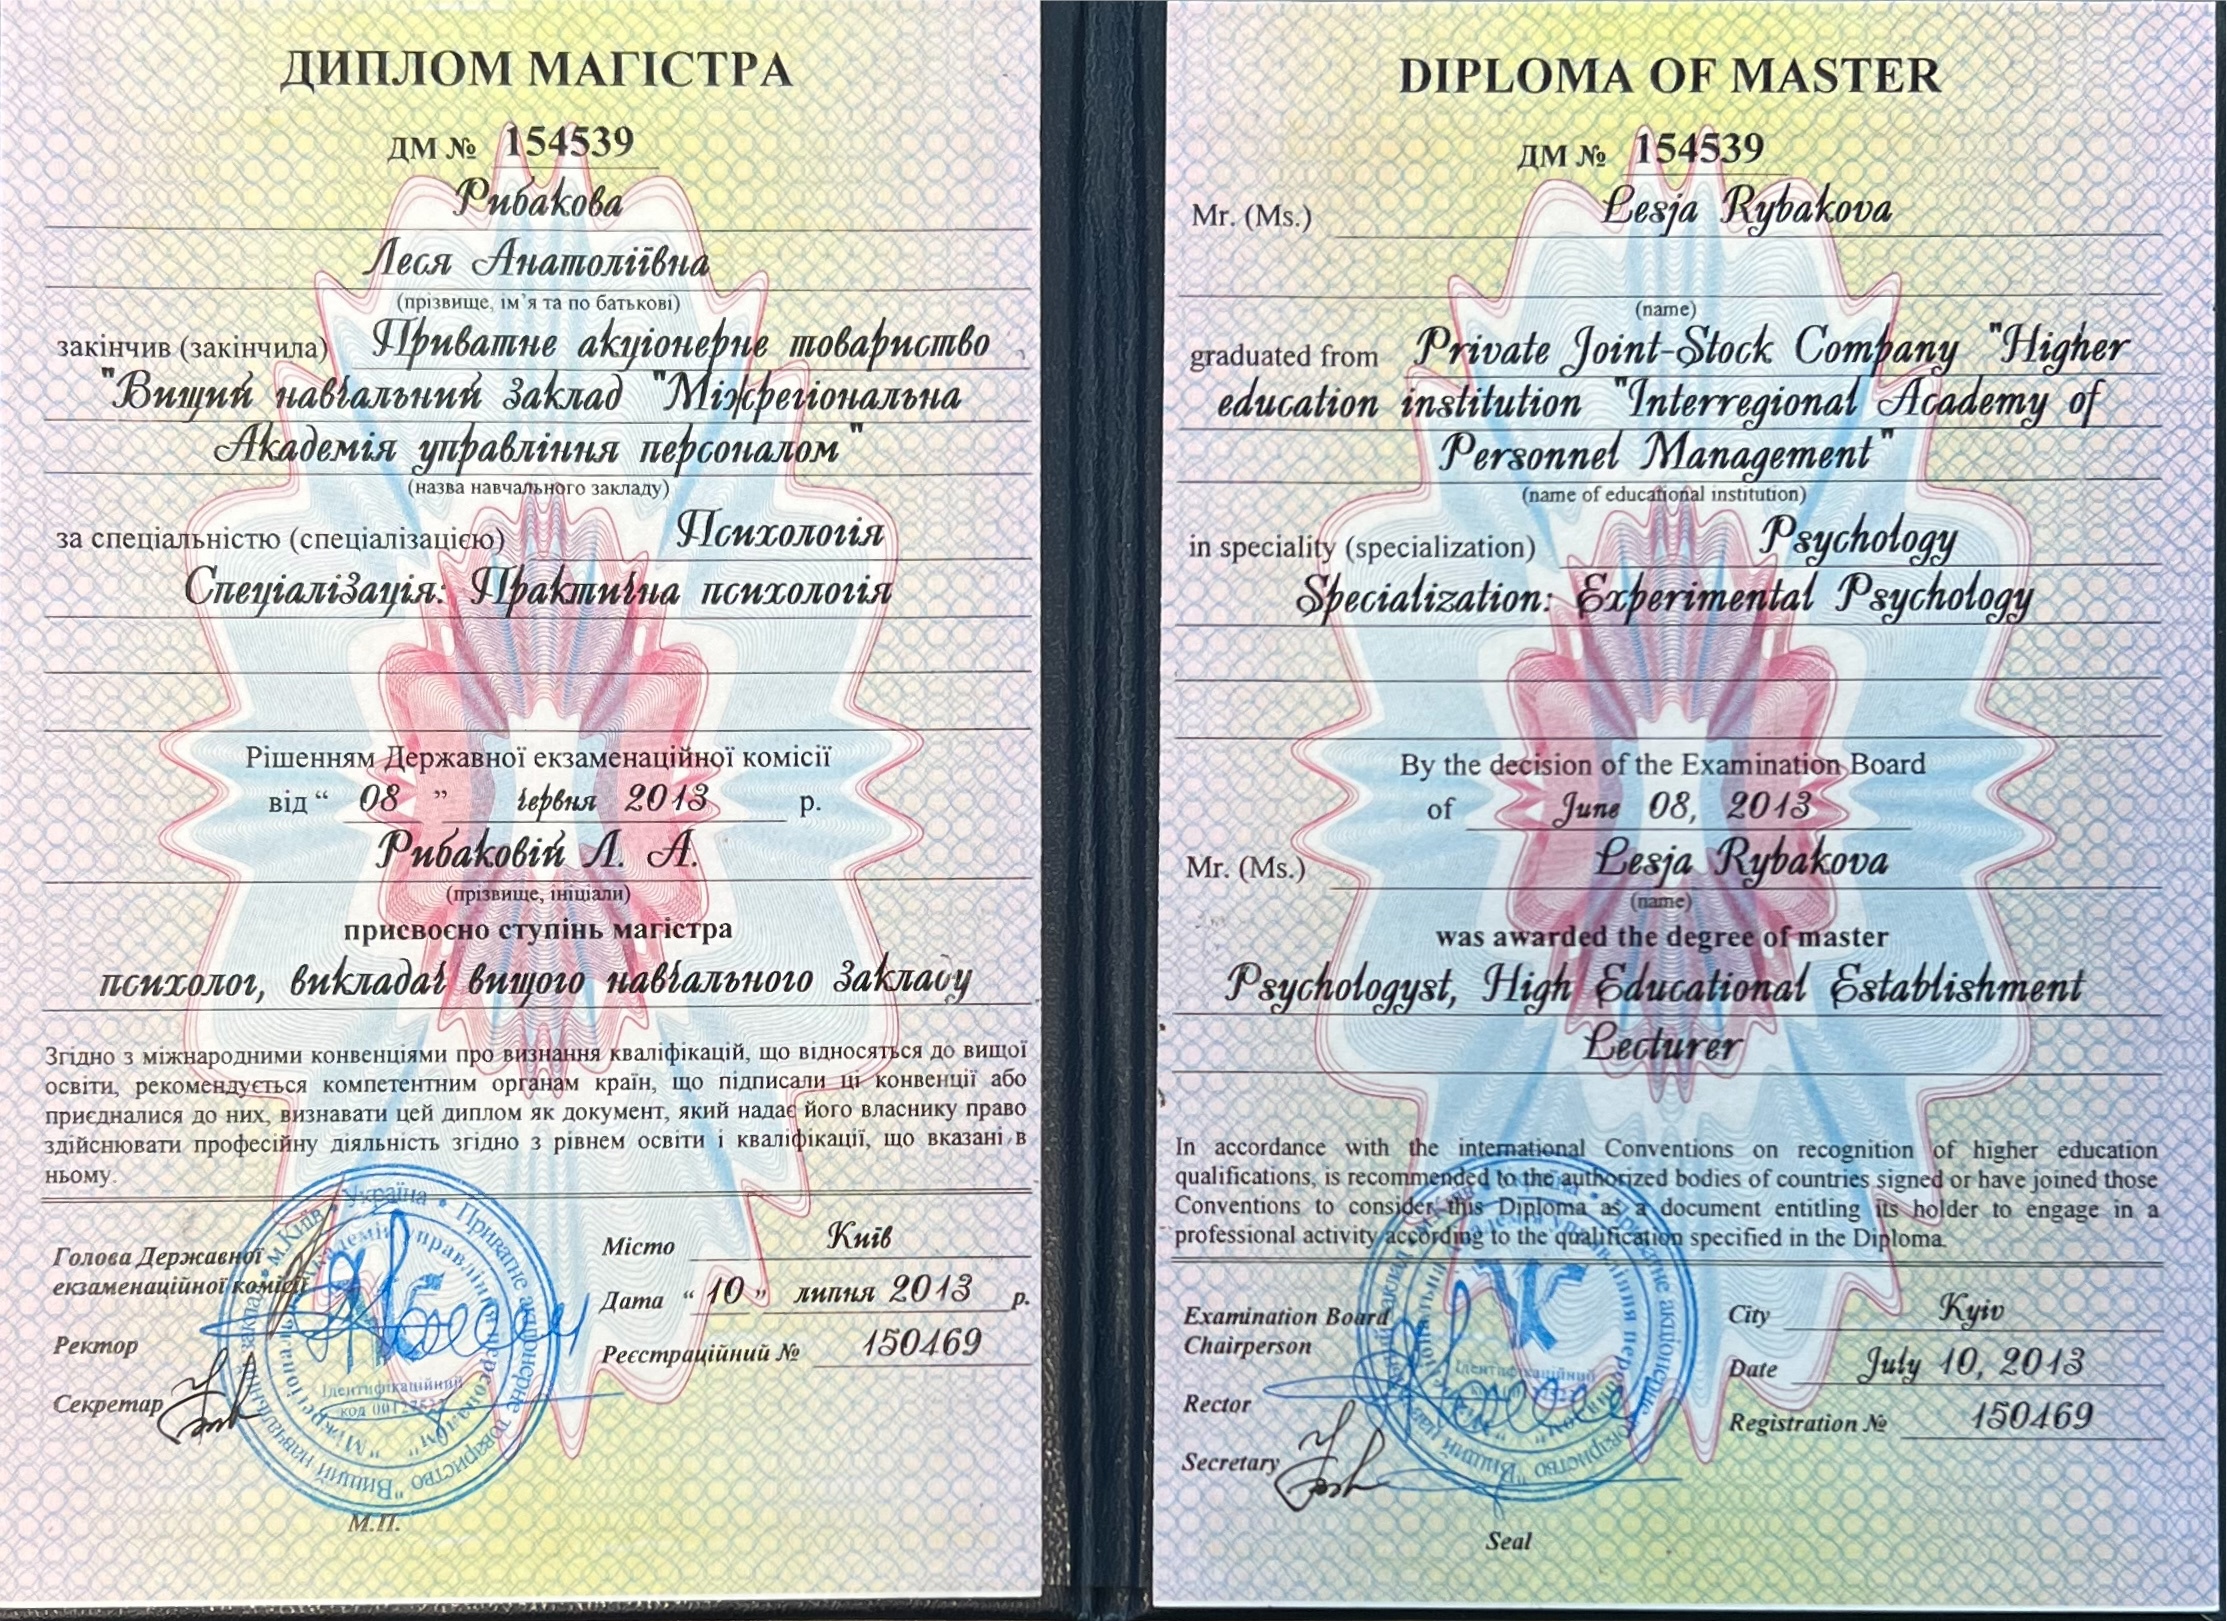 ДИПЛОМ МАГІСТРА
ДМ № 154539
Рибакова
Леся Анатоліївна
(прізвище, ім`я та по батькові)
закінчив (закінчила) Приватне акціонерне товариство
"Вищий навчальний заклад "Міжрегіональна
Академія управління персоналом"
(назва навчального закладу)
за спеціальністю (спеціалізацією) Психологія
Спеціалізація: Практична психологія
Рішенням Державної екзаменаційної комісії
від “ 08 ” червня 2013 р.
Рибаковій Л. А.
(прізвище, ініціали)
присвоєно ступінь магістра
психолог, викладач вищого навчального закладу
Згідно з міжнародними конвенціями про визнання кваліфікацій, що відносяться до вищої
освіти, рекомендується компетентним органам країн, що підписали ці конвенції або
приєдналися до них, визнавати цей диплом як документ, який надає його власнику право
здійснювати професійну діяльність згідно з рівнем освіти і кваліфікації, що вказані в
ньому.
Голова Державної
екзаменаційної комісії
Ректор
Секретар
М.П.
Місто Київ
Дата “ 10 ” липня 2013 р.
Реєстраційний № 150469
DIPLOMA OF MASTER
ДМ № 154539
Mr. (Ms.) Lesja Rybakova
(name)
graduated from Private Joint-Stock Company "Higher
education institution "Interregional Academy of
Personnel Management"
(name of educational institution)
in speciality (specialization) Psychology
Specialization: Experimental Psychology
By the decision of the Examination Board
of June 08, 2013
Mr. (Ms.) Lesja Rybakova
(name)
was awarded the degree of master
Psychologyst, High Educational Establishment
Lecturer
In accordance with the international Conventions on recognition of higher education
qualifications, is recommended to the authorized bodies of countries signed or have joined those
Conventions to consider this Diploma as a document entitling its holder to engage in a
professional activity according to the qualification specified in the Diploma.
Examination Board
Chairperson
Rector
Secretary
Seal
City Kyiv
Date July 10, 2013
Registration № 150469